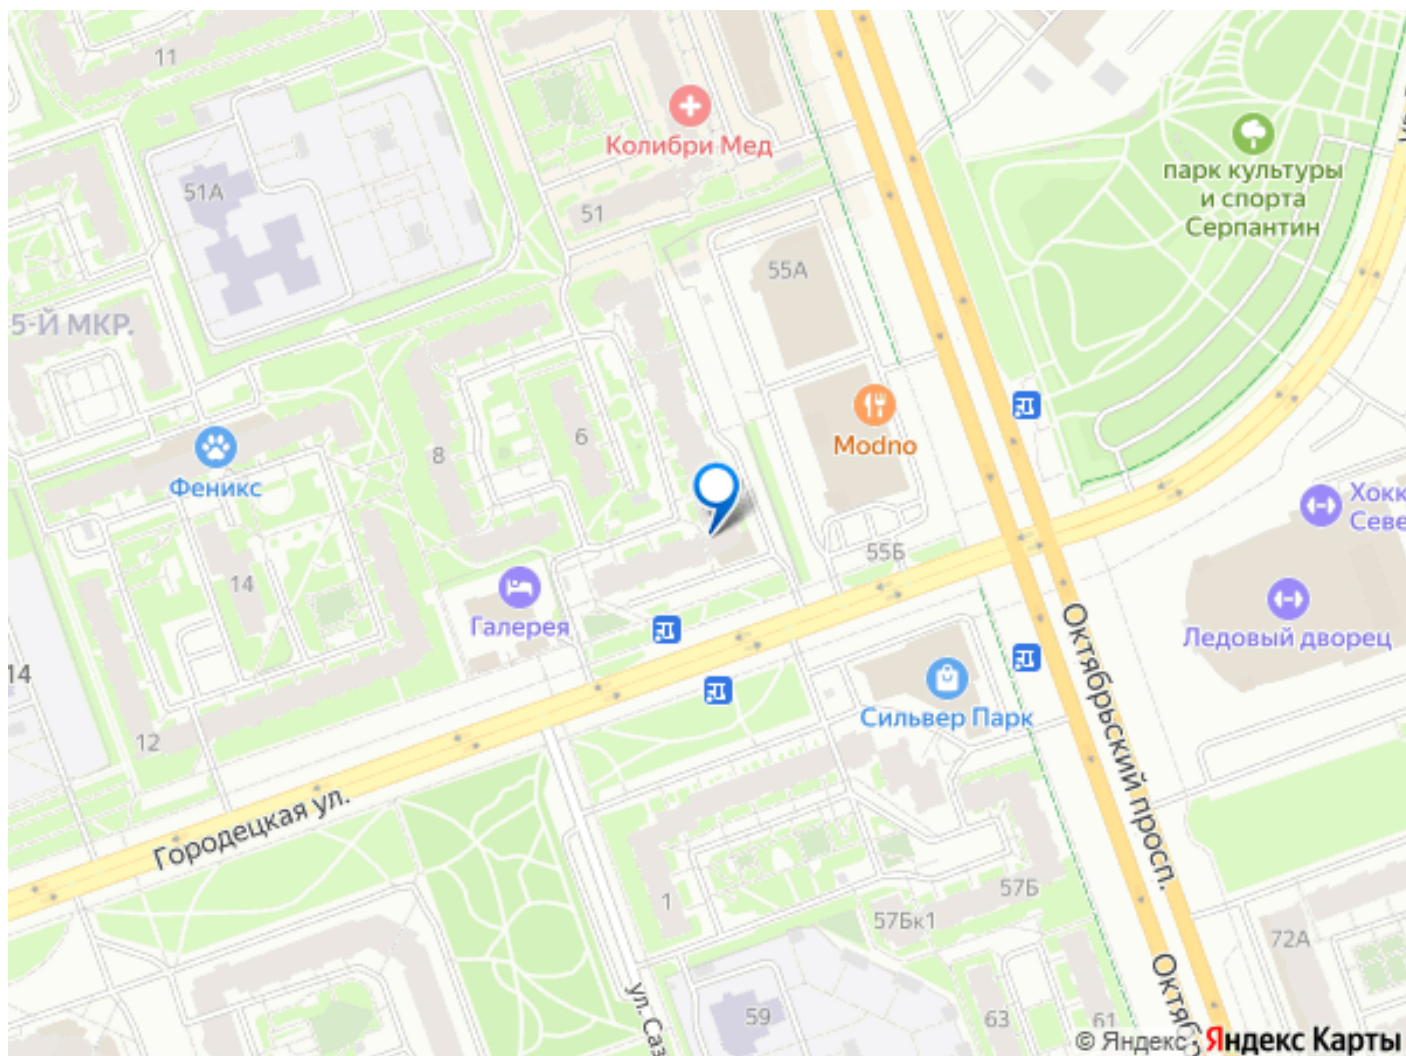 11
Колибри Мед
51А
51
парк культуры
и спорта
Серпантин
55А
5-Й МКР.
Modno
6
8
Феникс
Хокк
Севе
55Б
14
Галерея
Ледовый дворец
14
Сильвер Парк
12
Октябрьский просп.
Городецкая ул.
1
57Б
57Бк1
72А
ул. Саз
Октябр
59
63
61
© Яндекс Яндекс Карты